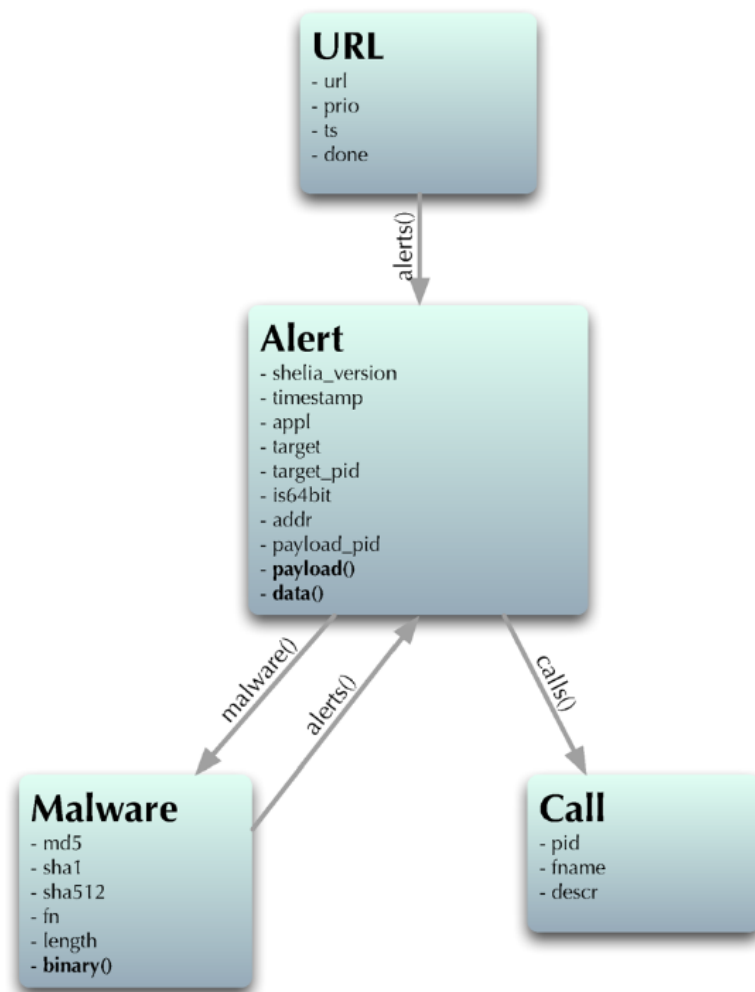 URL
- url
- prio
- ts
- done
alerts()
Alert
- shelia_version
- timestamp
- appl
- target
- target_pid
- is64bit
- addr
- payload_pid
- payload()
- data()
malware()
alerts()
calls()
Malware
- md5
- sha1
- sha512
- fn
- length
- binary()
Call
- pid
- fname
- descr